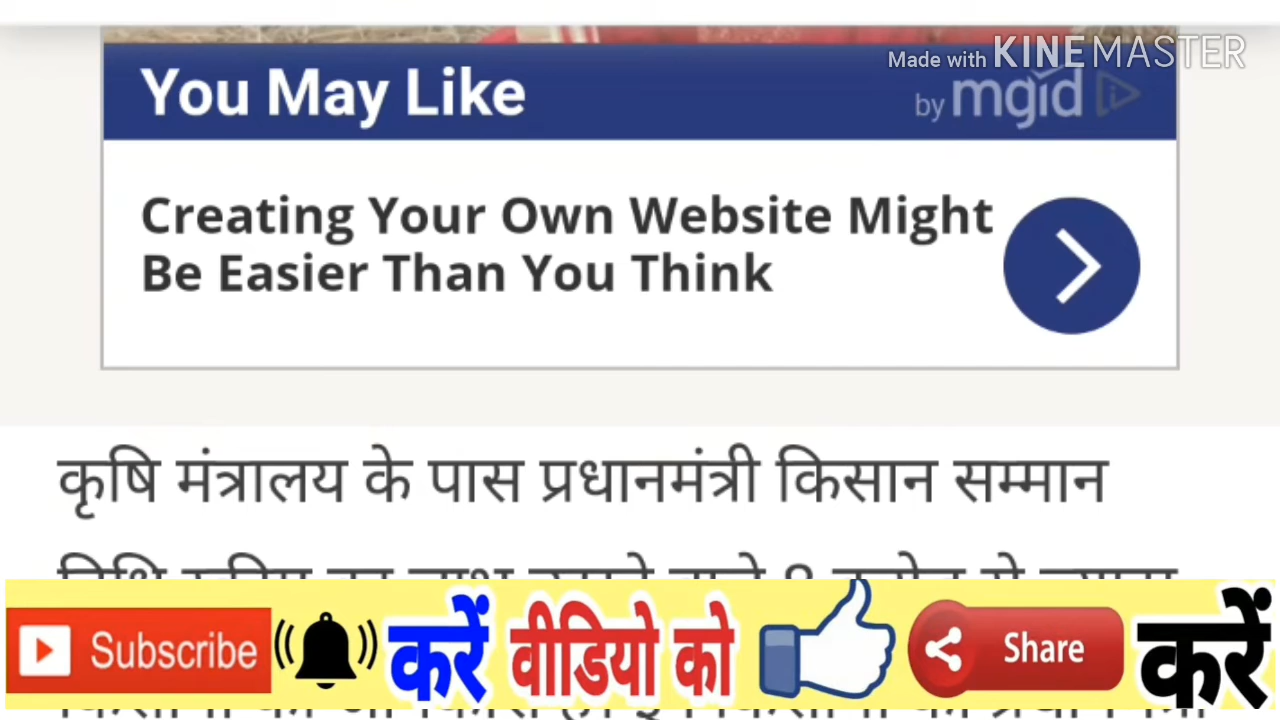 Made with KINEMASTER
You May Like
by mgid
Creating Your Own Website Might
Be Easier Than You Think
कृषि मंत्रालय के पास प्रधानमंत्री किसान सम्मान
Subscribe करें वीडियो को Share करें